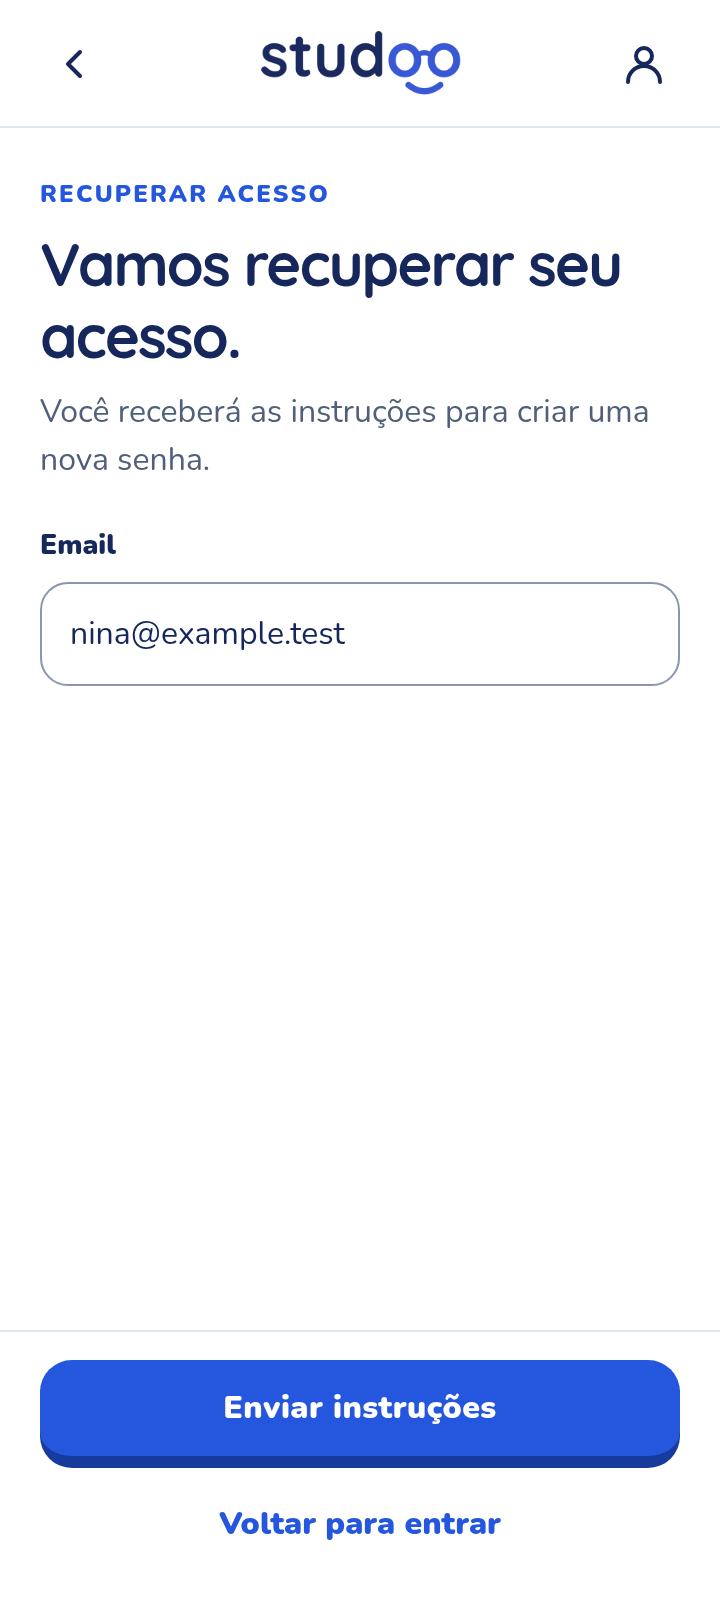 studoo
RECUPERAR ACESSO
Vamos recuperar seu
acesso.
Você receberá as instruções para criar uma
nova senha.
Email
nina@example.test
Enviar instruções
Voltar para entrar